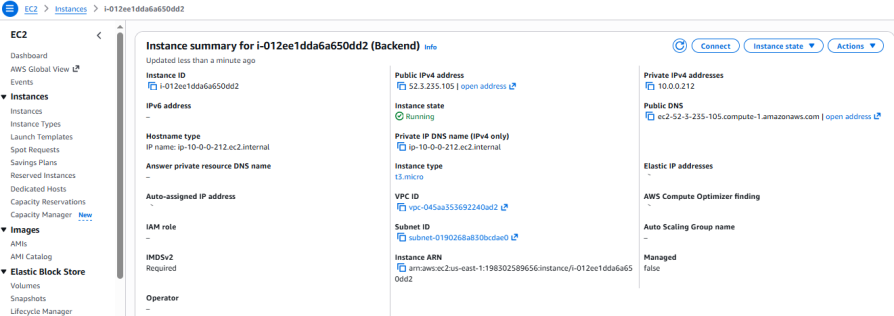 EC2 > Instances > i-012ee1dda6a650dd2
EC2
Dashboard
AWS Global View
Events
Instances
Instances
Instance Types
Launch Templates
Spot Requests
Savings Plans
Reserved Instances
Dedicated Hosts
Capacity Reservations
Capacity Manager New
Images
AMIs
AMI Catalog
Elastic Block Store
Volumes
Snapshots
Lifecycle Manager
Instance summary for i-012ee1dda6a650dd2 (Backend) Info
Updated less than a minute ago
Connect
Instance state
Actions
Instance ID
i-012ee1dda6a650dd2
Public IPv4 address
52.3.235.105 | open address
Private IPv4 addresses
10.0.0.212
IPv6 address
–
Instance state
Running
Public DNS
ec2-52-3-235-105.compute-1.amazonaws.com | open address
Hostname type
IP name: ip-10-0-0-212.ec2.internal
Private IP DNS name (IPv4 only)
ip-10-0-0-212.ec2.internal
Answer private resource DNS name
–
Instance type
t3.micro
Elastic IP addresses
Auto-assigned IP address
VPC ID
vpc-045aa353692240ad2
AWS Compute Optimizer finding
IAM role
–
Subnet ID
subnet-0190268a830bcdae0
Auto Scaling Group name
–
IMDSv2
Required
Instance ARN
arn:aws:ec2:us-east-1:198302589656:instance/i-012ee1dda6a65
0dd2
Managed
false
Operator
–